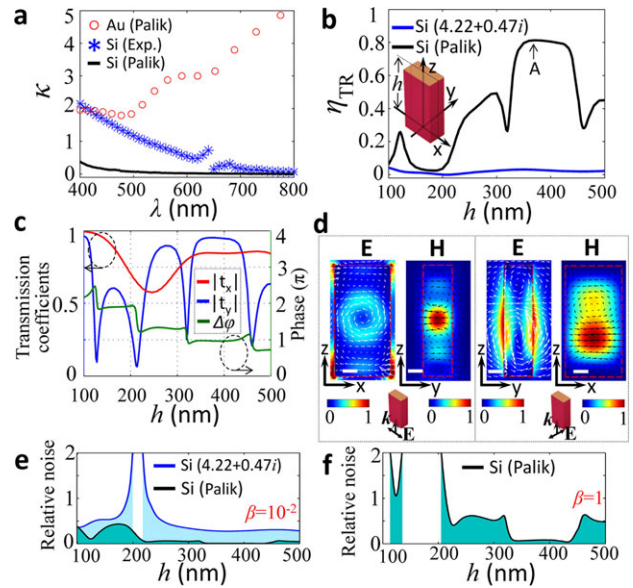 a
κ
2
4
3
2
1
0
400
500
600
700
800
λ (nm)
Au (Palik)
Si (Exp.)
Si (Palik)
b
ηTR
1
0.8
0.6
0.4
0.2
0
100
200
300
400
500
h (nm)
Si (4.22+0.47i)
Si (Palik)
A
h
z
y
x
c
Transmission coefficients
1
0.5
0
100
200
300
400
500
h (nm)
Phase (π)
4
3
2
1
0
|tx|
|ty|
Δφ
d
E
H
E
H
z
x
z
y
z
y
z
x
0 1
0 1
0 1
0 1
k
E
k
E
e
Relative noise
2
1
0
100
200
300
400
500
h (nm)
Si (4.22+0.47i)
Si (Palik)
β=10-2
f
Relative noise
2
1
0
100
200
300
400
500
h (nm)
Si (Palik)
β=1